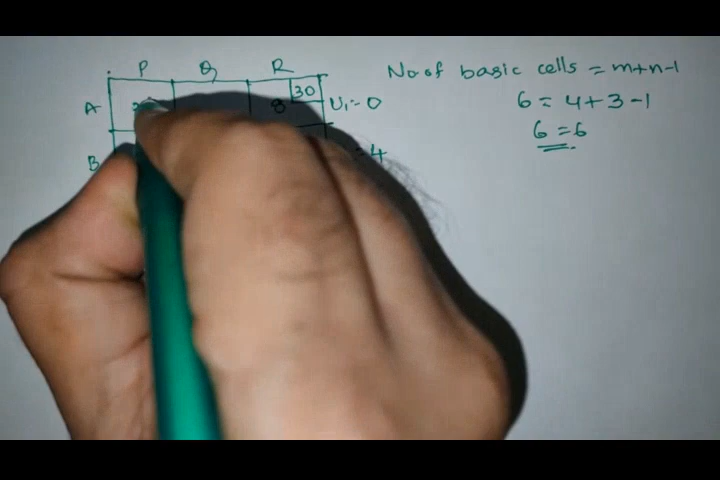 P Q R
No of basic cells = m+n-1
A 8 30 U₁=0
6 = 4+3-1
6 = 6
B = 4